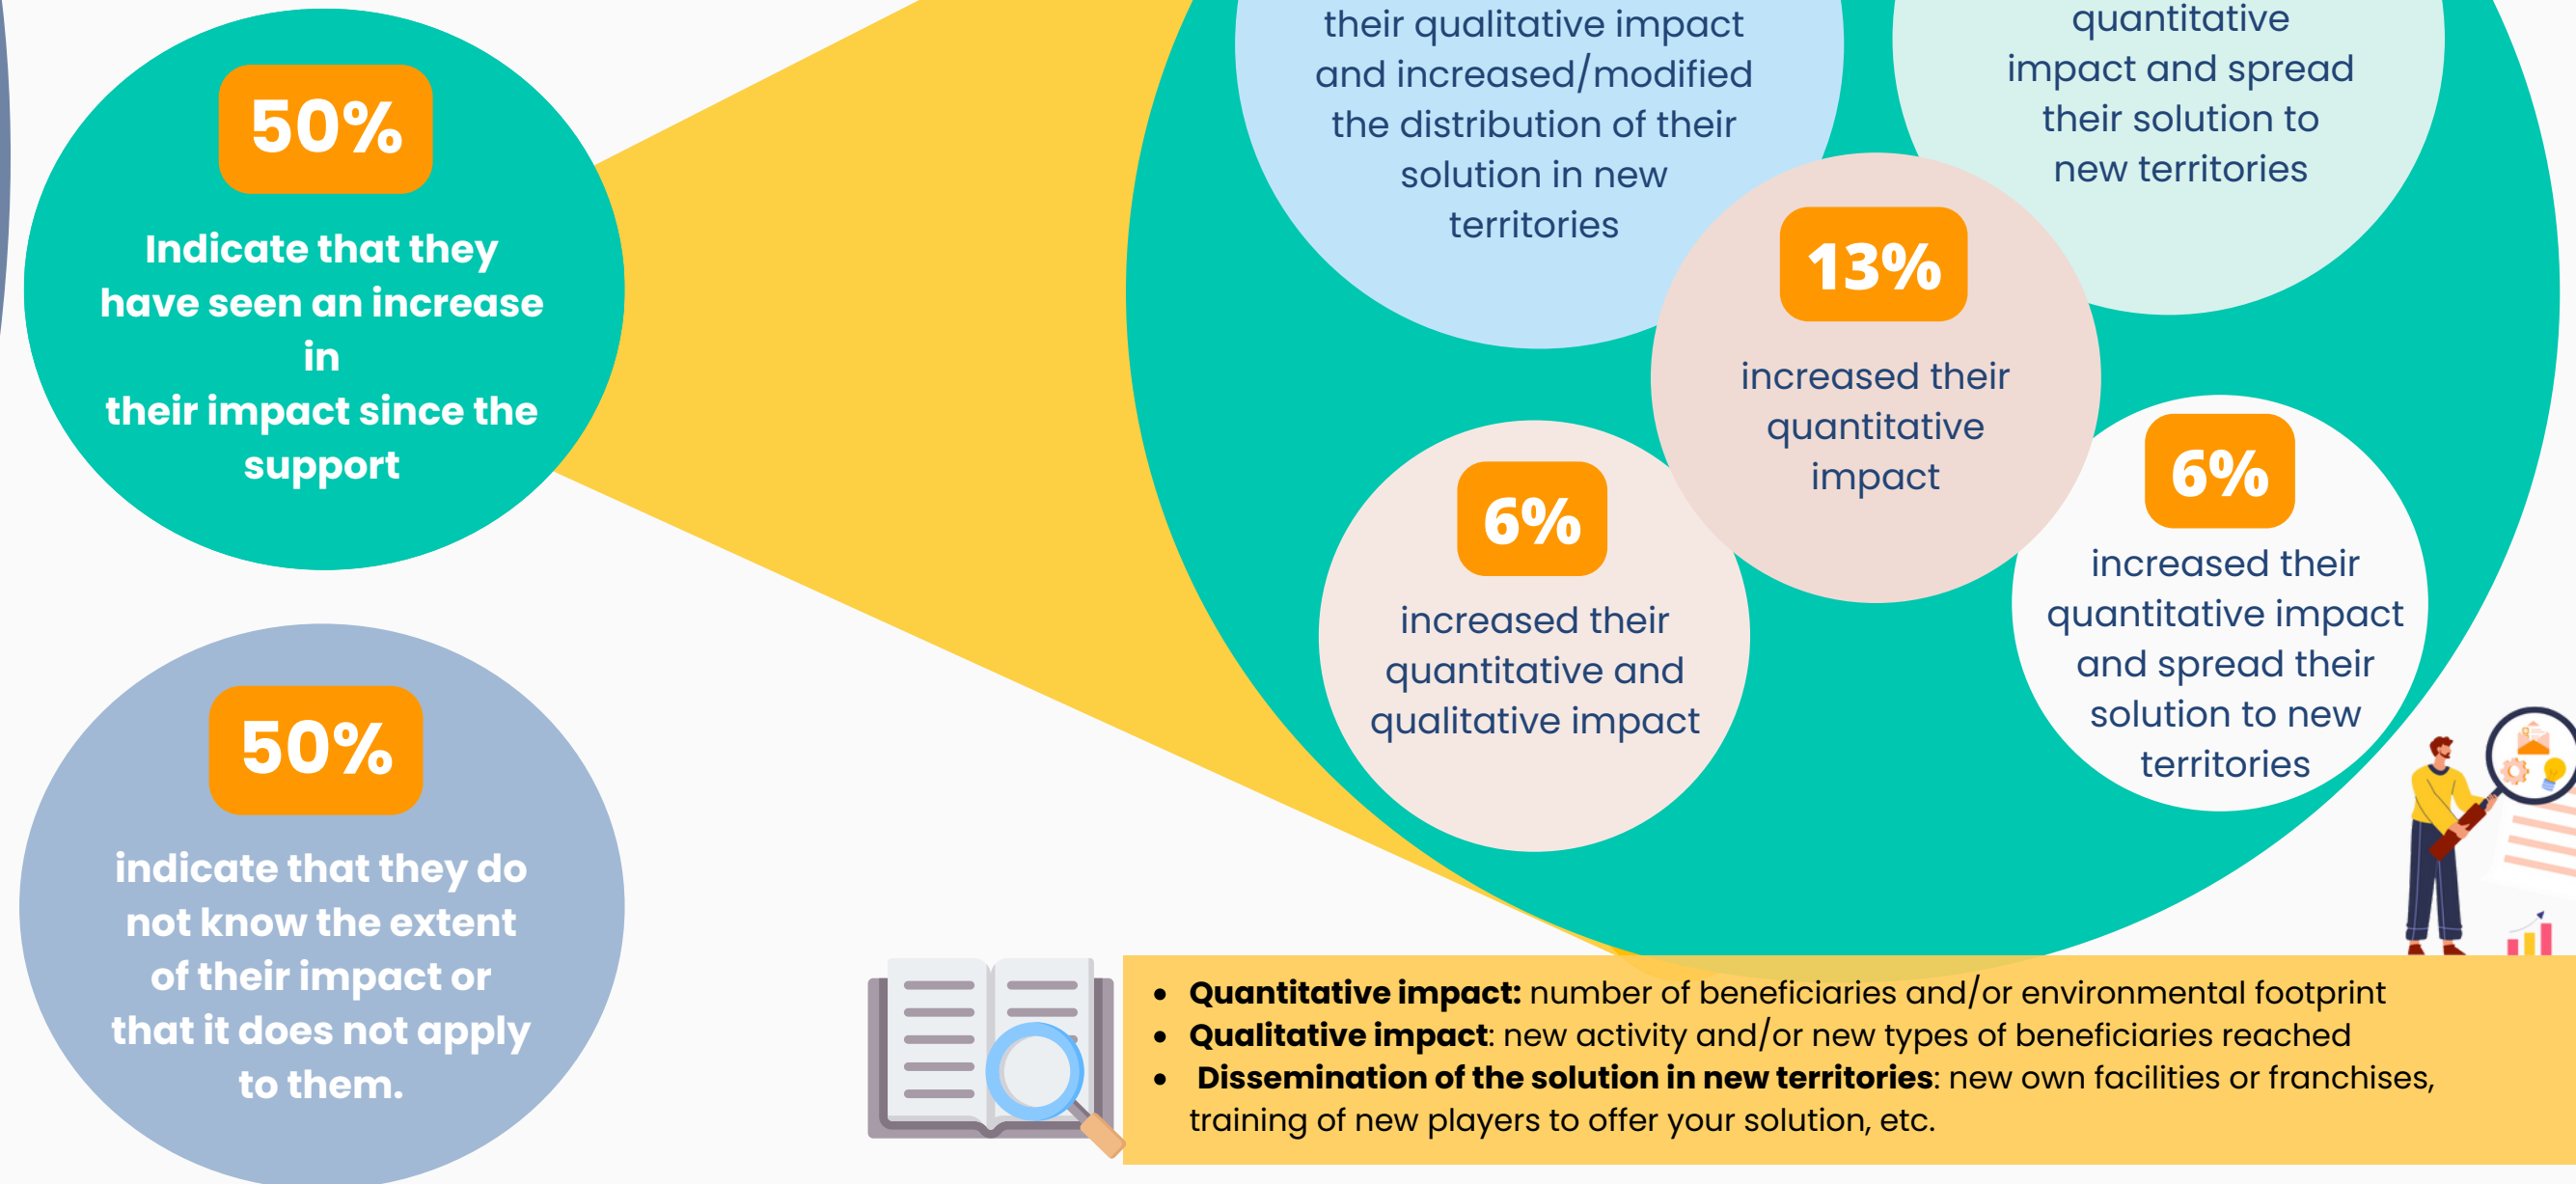 50%
Indicate that they
have seen an increase
in
their impact since the
support
50%
indicate that they do
not know the extent
of their impact or
that it does not apply
to them.
their qualitative impact
and increased/modified
the distribution of their
solution in new
territories
quantitative
impact and spread
their solution to
new territories
13%
increased their
quantitative
impact
6%
increased their
quantitative and
qualitative impact
6%
increased their
quantitative impact
and spread their
solution to new
territories
• Quantitative impact: number of beneficiaries and/or environmental footprint
• Qualitative impact: new activity and/or new types of beneficiaries reached
• Dissemination of the solution in new territories: new own facilities or franchises,
training of new players to offer your solution, etc.